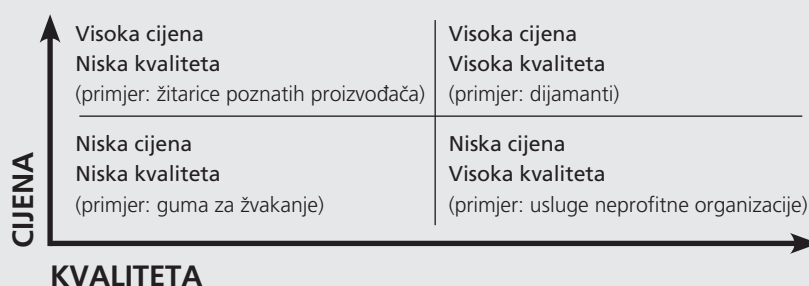 Visoka cijena
Niska kvaliteta
(primjer: žitarice poznatih proizvođača)
Visoka cijena
Visoka kvaliteta
(primjer: dijamanti)
Niska cijena
Niska kvaliteta
(primjer: guma za žvakanje)
Niska cijena
Visoka kvaliteta
(primjer: usluge neprofitne organizacije)
CIJENA
KVALITETA